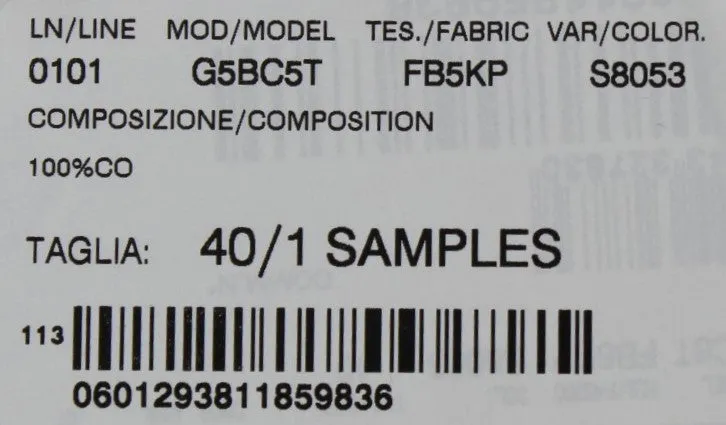 LN/LINE MOD/MODEL TES./FABRIC VAR/COLOR.
0101 G5BC5T FB5KP S8053
COMPOSIZIONE/COMPOSITION
100%CO
TAGLIA: 40/1 SAMPLES
113
0601293811859836